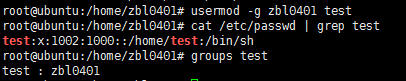 root@ubuntu:/home/zbl0401# usermod -g zbl0401 test
root@ubuntu:/home/zbl0401# cat /etc/passwd | grep test
test:x:1002:1000::/home/test:/bin/sh
root@ubuntu:/home/zbl0401# groups test
test : zbl0401